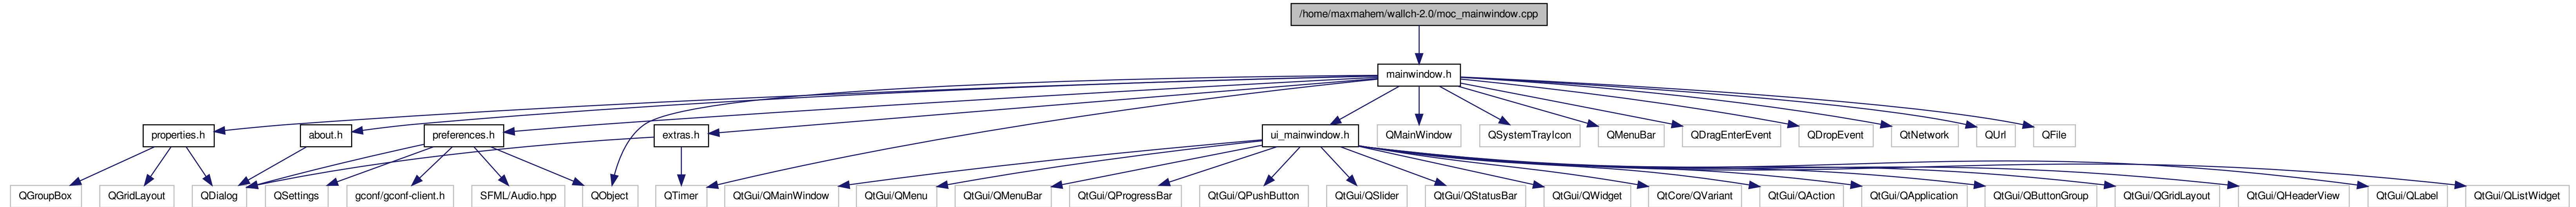 /home/maxmahem/wallch-2.0/moc_mainwindow.cpp
mainwindow.h
properties.h
about.h
preferences.h
extras.h
ui_mainwindow.h
QMainWindow
QSystemTrayIcon
QMenuBar
QDragEnterEvent
QDropEvent
QtNetwork
QUrl
QFile
QGroupBox
QGridLayout
QDialog
QSettings
gconf/gconf-client.h
SFML/Audio.hpp
QObject
QTimer
QtGui/QMainWindow
QtGui/QMenu
QtGui/QMenuBar
QtGui/QProgressBar
QtGui/QPushButton
QtGui/QSlider
QtGui/QStatusBar
QtGui/QWidget
QtCore/QVariant
QtGui/QAction
QtGui/QApplication
QtGui/QButtonGroup
QtGui/QGridLayout
QtGui/QHeaderView
QtGui/QLabel
QtGui/QListWidget